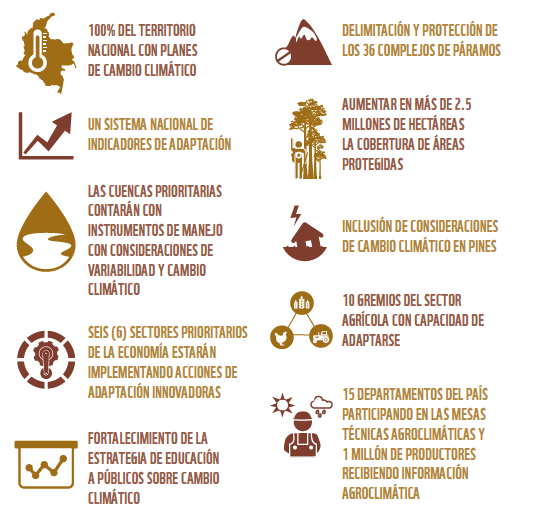 100% DEL TERRITORIO
NACIONAL CON PLANES
DE CAMBIO CLIMÁTICO
UN SISTEMA NACIONAL DE
INDICADORES DE ADAPTACIÓN
LAS CUENCAS PRIORITARIAS
CONTARÁN CON
INSTRUMENTOS DE MANEJO
CON CONSIDERACIONES DE
VARIABILIDAD Y CAMBIO
CLIMÁTICO
SEIS (6) SECTORES PRIORITARIOS
DE LA ECONOMÍA ESTARÁN
IMPLEMENTANDO ACCIONES DE
ADAPTACIÓN INNOVADORAS
FORTALECIMIENTO DE LA
ESTRATEGIA DE EDUCACIÓN
A PÚBLICOS SOBRE CAMBIO
CLIMÁTICO
DELIMITACIÓN Y PROTECCIÓN DE
LOS 36 COMPLEJOS DE PÁRAMOS
AUMENTAR EN MÁS DE 2.5
MILLONES DE HECTÁREAS
LA COBERTURA DE ÁREAS
PROTEGIDAS
INCLUSIÓN DE CONSIDERACIONES
DE CAMBIO CLIMÁTICO EN PINES
10 GREMIOS DEL SECTOR
AGRÍCOLA CON CAPACIDAD DE
ADAPTARSE
15 DEPARTAMENTOS DEL PAÍS
PARTICIPANDO EN LAS MESAS
TÉCNICAS AGROCLIMÁTICAS Y
1 MILLÓN DE PRODUCTORES
RECIBIENDO INFORMACIÓN
AGROCLIMÁTICA